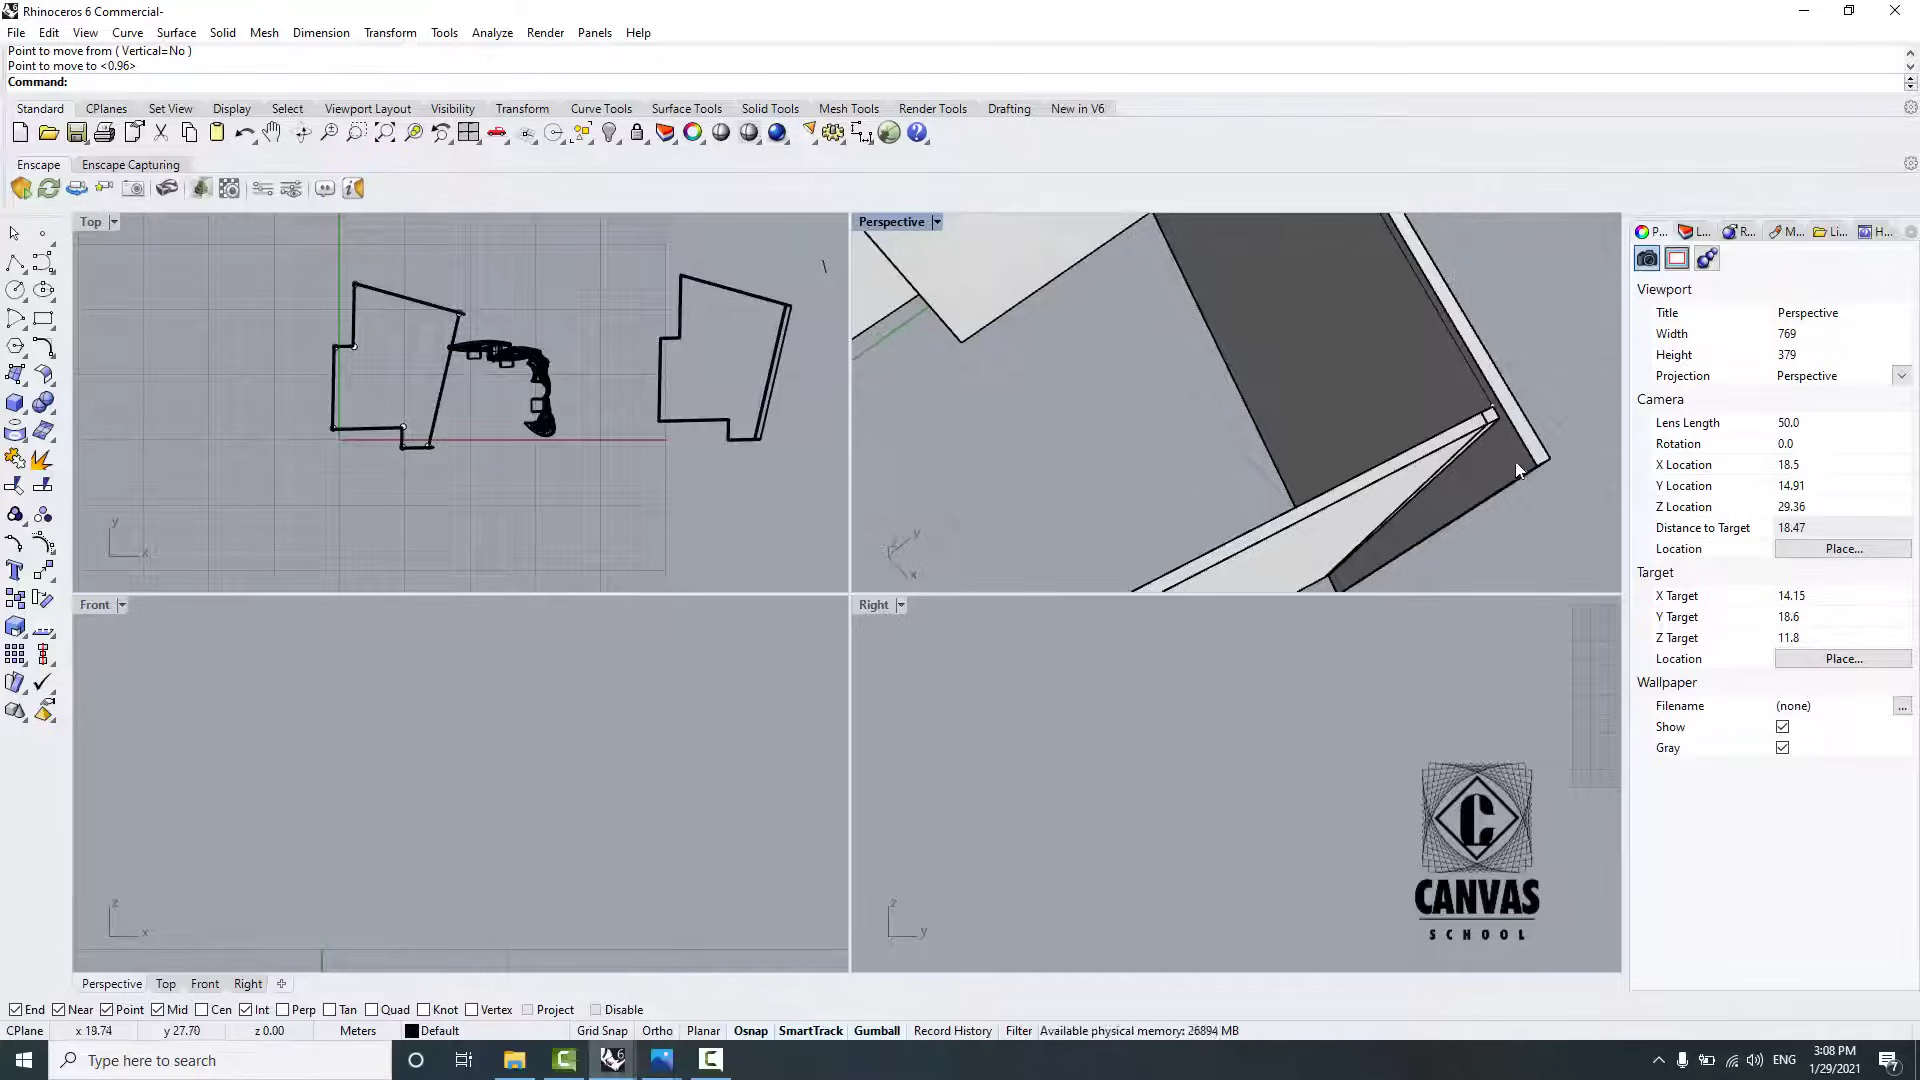 Rhinoceros 6 Commercial-
File Edit View Curve Surface Solid Mesh Dimension Transform Tools Analyze Render Panels Help
Point to move from ( Vertical=No )
Point to move to <0.96>
Command:
Standard CPlanes Set View Display Select Viewport Layout Visibility Transform Curve Tools Surface Tools Solid Tools Mesh Tools Render Tools Drafting New in V6
Enscape Enscape Capturing
Top
Perspective
P... L... R... M... Li... H...
Viewport
Title Perspective
Width 769
Height 379
Projection Perspective
Camera
Lens Length 50.0
Rotation 0.0
X Location 18.5
Y Location 14.91
Z Location 29.36
Distance to Target 18.47
Location Place...
Target
X Target 14.15
Y Target 18.6
Z Target 11.8
Location Place...
Wallpaper
Filename (none) ...
Show
Gray
y
x
y
x
Front
Right
z
x
z
y
C
CANVAS
SCHOOL
Perspective Top Front Right
End Near Point Mid Cen Int Perp Tan Quad Knot Vertex Project Disable
CPlane x 19.74 y 27.70 z 0.00 Meters Default Grid Snap Ortho Planar Osnap SmartTrack Gumball Record History Filter Available physical memory: 26894 MB
Type here to search
ENG
3:08 PM
1/29/2021
7